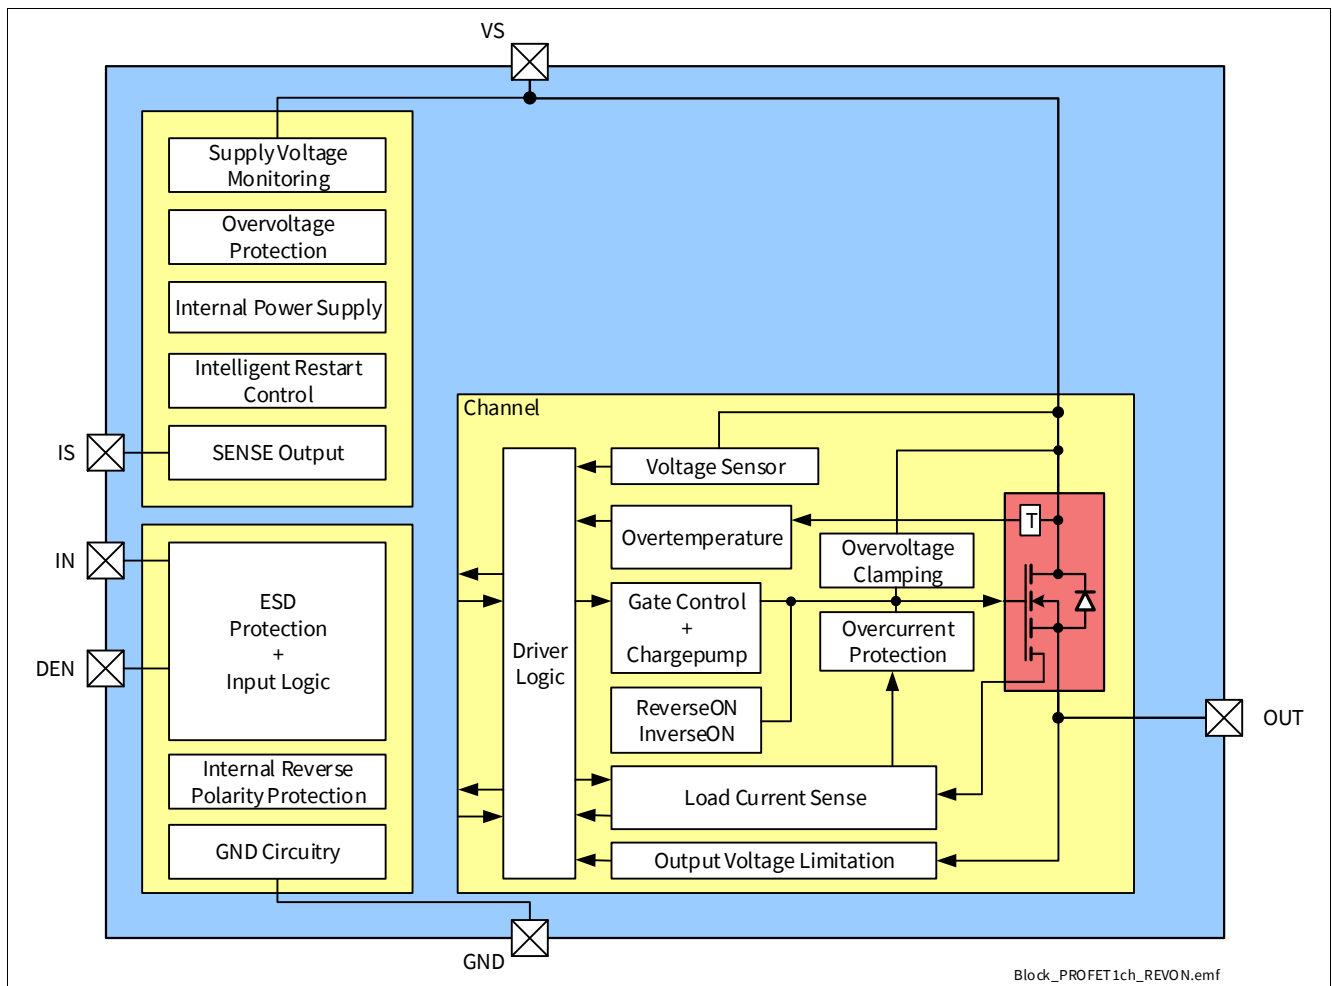 VS
Supply Voltage
Monitoring
Overvoltage
Protection
Internal Power Supply
Intelligent Restart
Control
IS
SENSE Output
IN
DEN
ESD
Protection
+
Input Logic
Internal Reverse
Polarity Protection
GND Circuitry
GND
Channel
Driver
Logic
Voltage Sensor
Overtemperature
T
Overvoltage
Clamping
Gate Control
+
Chargepump
Overcurrent
Protection
ReverseON
InverseON
Load Current Sense
Output Voltage Limitation
OUT
Block_PROFET1ch_REVON.emf